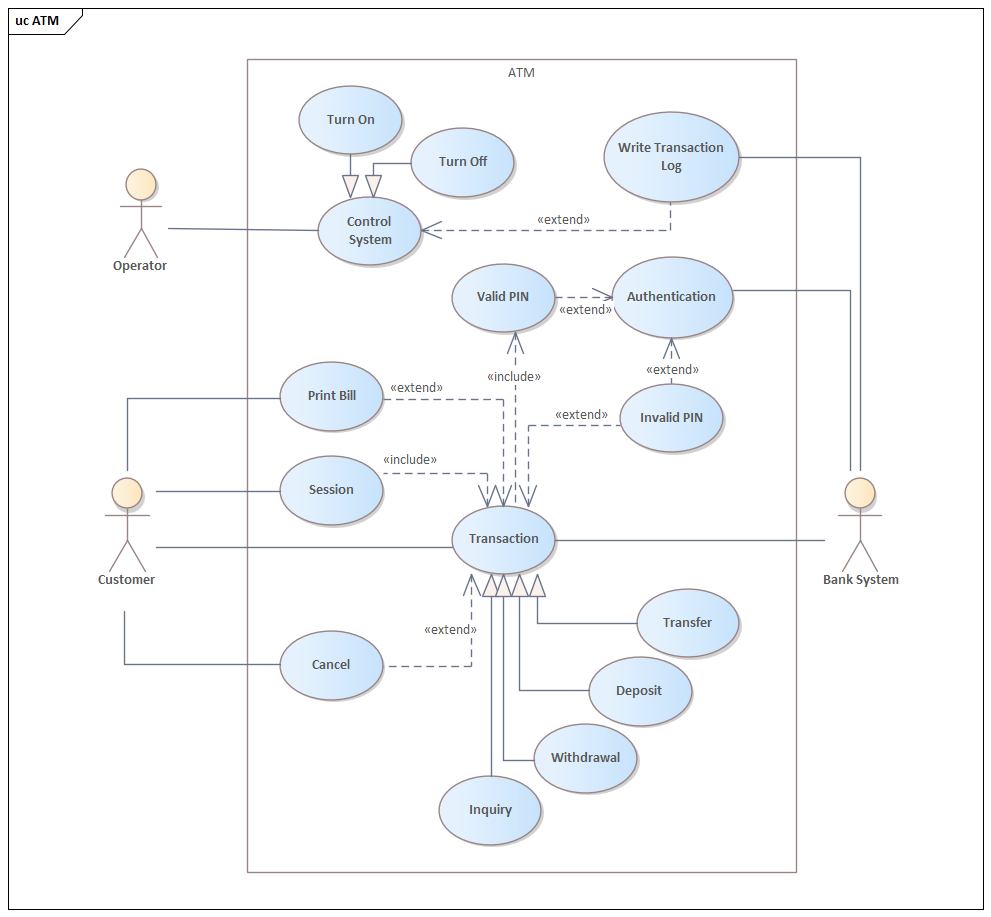 uc ATM
ATM
Turn On
Turn Off
Write Transaction
Log
Control
System
«extend»
Operator
Valid PIN
Authentication
«extend»
«include»
«extend»
Print Bill
«extend»
«extend»
Invalid PIN
«include»
Session
Transaction
Customer
Bank System
«extend»
Transfer
Cancel
Deposit
Withdrawal
Inquiry